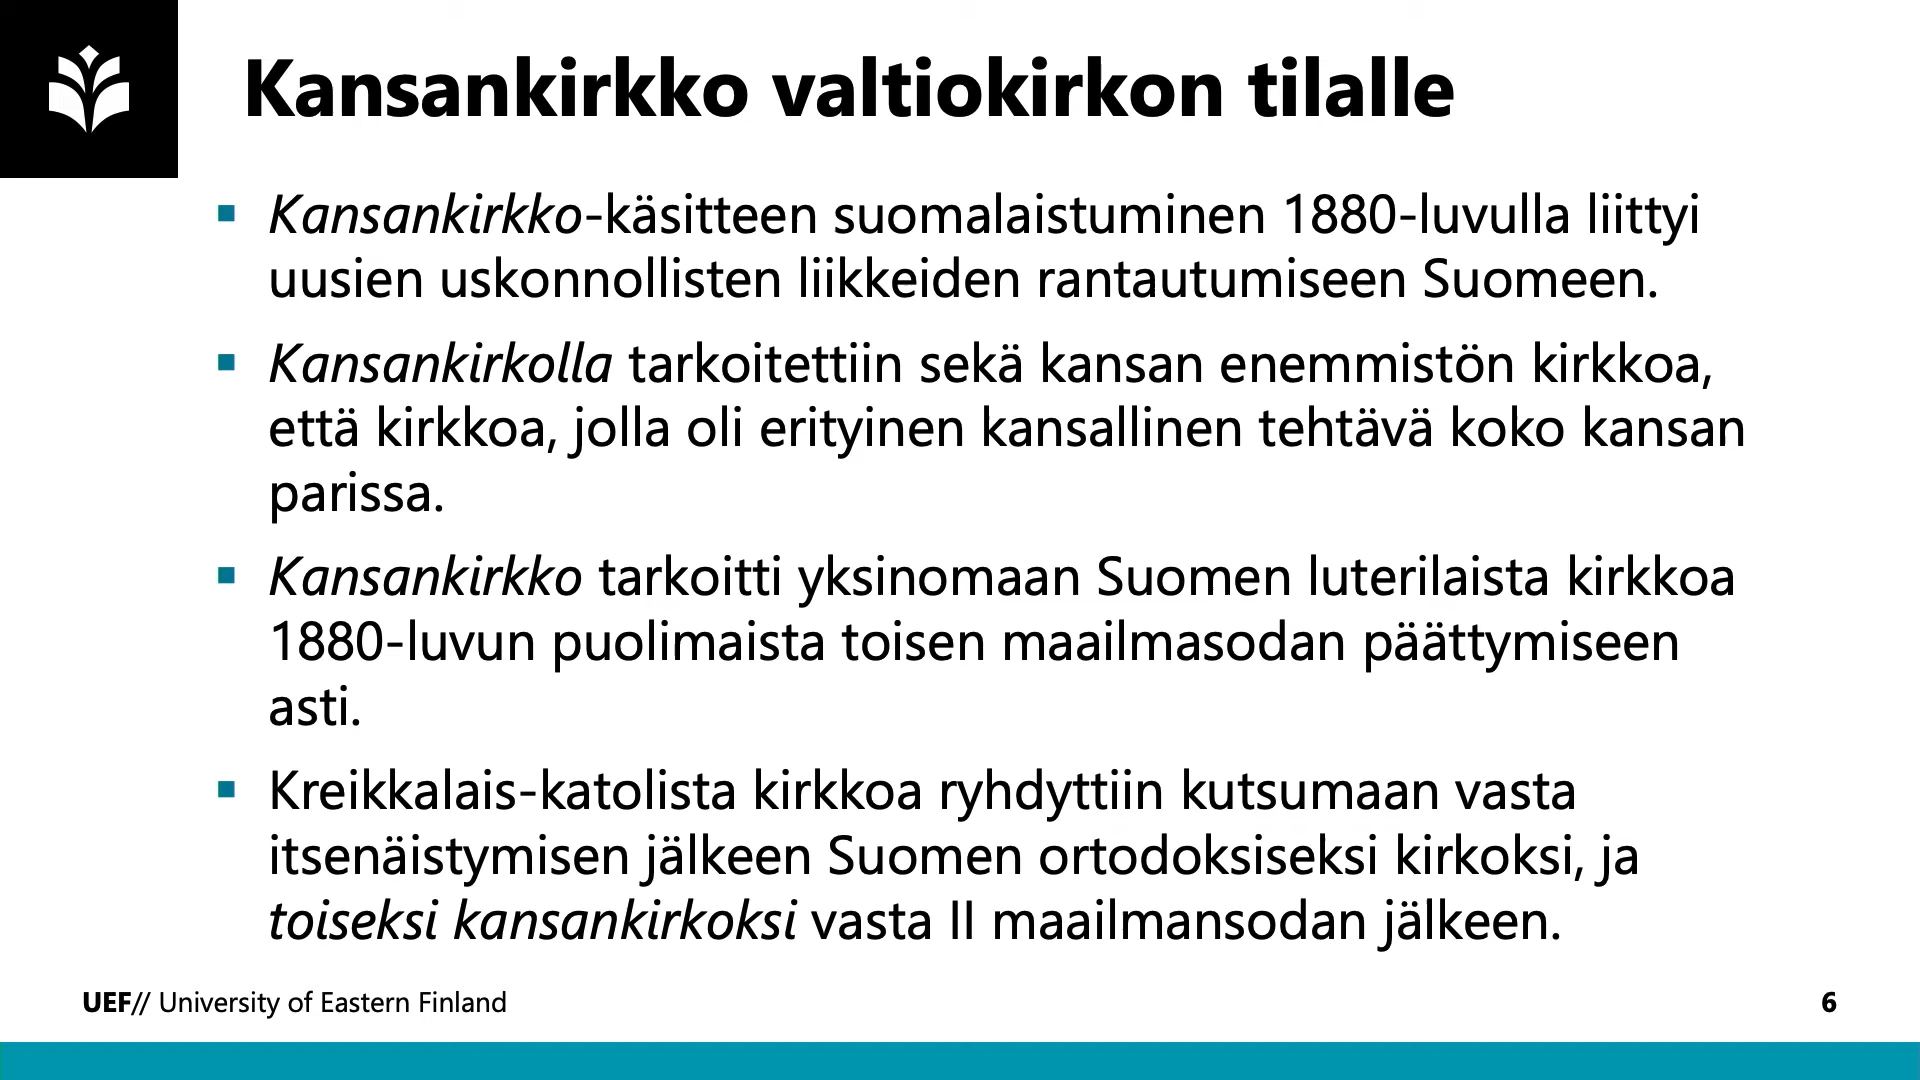 Kansankirkko valtiokirkon tilalle
Kansankirkko-käsitteen suomalaistuminen 1880-luvulla liittyi
uusien uskonnollisten liikkeiden rantautumiseen Suomeen.
Kansankirkolla tarkoitettiin sekä kansan enemmistön kirkkoa,
että kirkkoa, jolla oli erityinen kansallinen tehtävä koko kansan
parissa.
Kansankirkko tarkoitti yksinomaan Suomen luterilaista kirkkoa
1880-luvun puolimaista toisen maailmasodan päättymiseen
asti.
Kreikkalais-katolista kirkkoa ryhdyttiin kutsumaan vasta
itsenäistymisen jälkeen Suomen ortodoksiseksi kirkoksi, ja
toiseksi kansankirkoksi vasta II maailmansodan jälkeen.
UEF// University of Eastern Finland
6